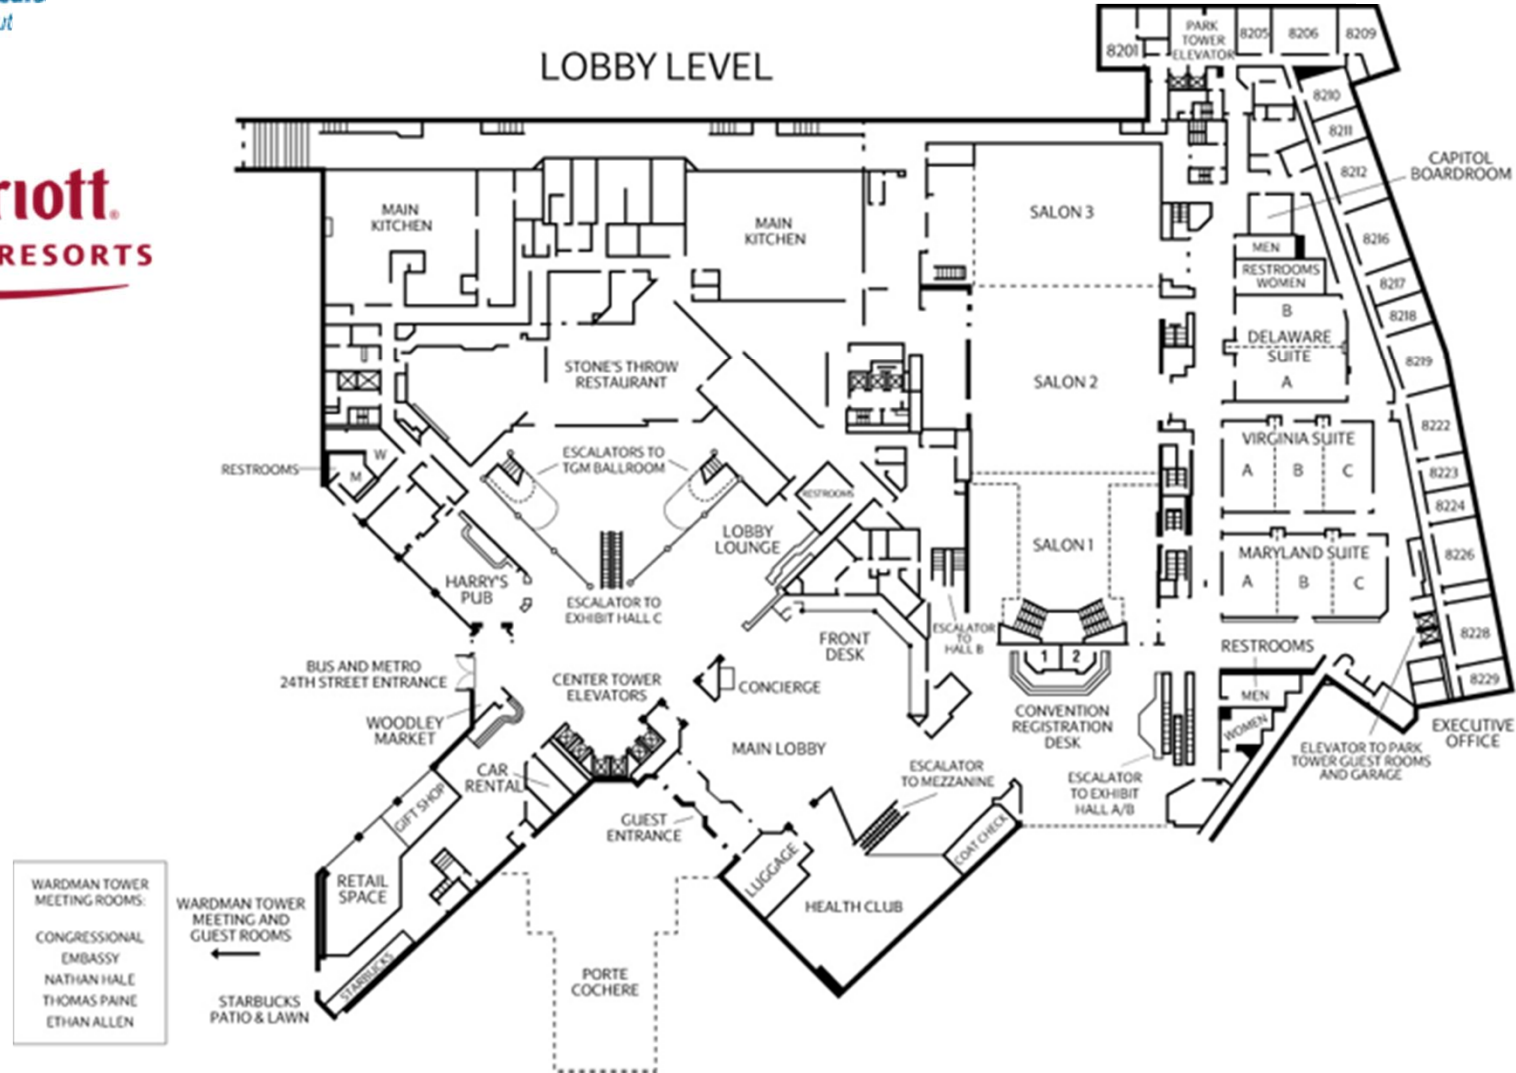 LOBBY LEVEL
RIOTT
RESORTS
8201
PARK
TOWER
ELEVATOR
8205
8206
8209
8210
8211
8212
8216
8217
8218
8219
8222
8223
8224
8226
8228
8229
CAPITOL
BOARDROOM
MAIN
KITCHEN
MAIN
KITCHEN
SALON 3
MEN
RESTROOMS
WOMEN
B
DELAWARE
SUITE
A
STONE'S THROW
RESTAURANT
SALON 2
VIRGINIA SUITE
A
B
C
RESTROOMS
W
M
ESCALATORS TO
TGM BALLROOM
RESTROOMS
LOBBY
LOUNGE
SALON 1
MARYLAND SUITE
A
B
C
HARRY'S
PUB
ESCALATOR TO
EXHIBIT HALL C
FRONT
DESK
ESCALATOR
TO
HALL B
1
2
RESTROOMS
MEN
WOMEN
BUS AND METRO
24TH STREET ENTRANCE
CENTER TOWER
ELEVATORS
CONCIERGE
CONVENTION
REGISTRATION
DESK
EXECUTIVE
OFFICE
WOODLEY
MARKET
MAIN LOBBY
ELEVATOR TO PARK
TOWER GUEST ROOMS
AND GARAGE
CAR
RENTAL
ESCALATOR
TO MEZZANINE
ESCALATOR
TO EXHIBIT
HALL A/B
GIFT SHOP
GUEST
ENTRANCE
COAT CHECK
LUGGAGE
RETAIL
SPACE
HEALTH CLUB
WARDMAN TOWER
MEETING ROOMS:
CONGRESSIONAL
EMBASSY
NATHAN HALE
THOMAS PAINE
ETHAN ALLEN
WARDMAN TOWER
MEETING AND
GUEST ROOMS
STARBUCKS
PORTE
COCHERE
STARBUCKS
PATIO & LAWN